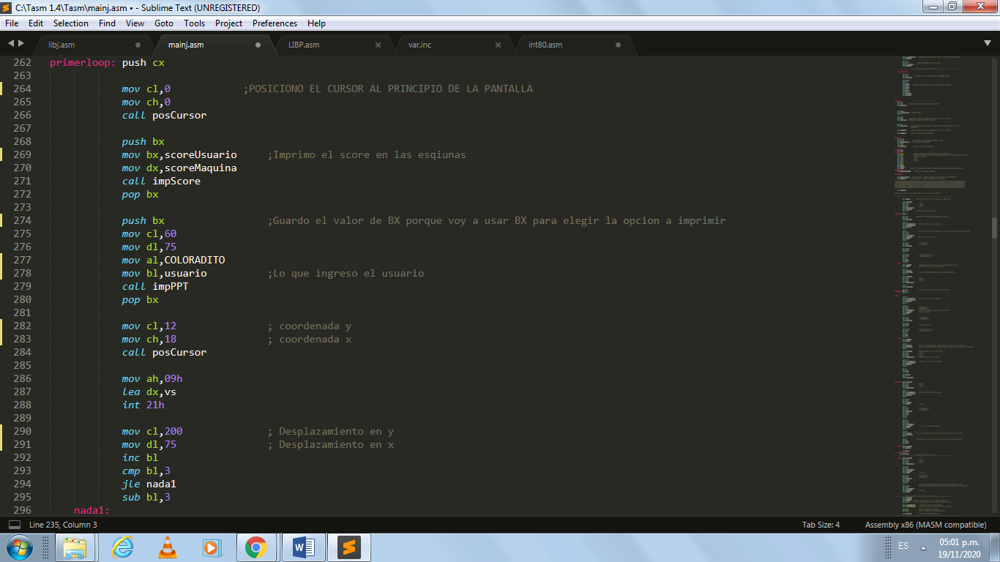 C:\Tasm 1.4\Tasm\mainj.asm • - Sublime Text (UNREGISTERED)
File Edit Selection Find View Goto Tools Project Preferences Help
libj.asm mainj.asm LIBP.asm var.inc int80.asm
262 primerloop: push cx
263
264 mov cl,0 ;POSICIONO EL CURSOR AL PRINCIPIO DE LA PANTALLA
265 mov ch,0
266 call posCursor
267
268 push bx
269 mov bx,scoreUsuario ;Imprimo el score en las esqiunas
270 mov dx,scoreMaquina
271 call impScore
272 pop bx
273
274 push bx ;Guardo el valor de BX porque voy a usar BX para elegir la opcion a imprimir
275 mov cl,60
276 mov dl,75
277 mov al,COLORADITO
278 mov bl,usuario ;Lo que ingreso el usuario
279 call impPPT
280 pop bx
281
282 mov cl,12 ; coordenada y
283 mov ch,18 ; coordenada x
284 call posCursor
285
286 mov ah,09h
287 lea dx,vs
288 int 21h
289
290 mov cl,200 ; Desplazamiento en y
291 mov dl,75 ; Desplazamiento en x
292 inc bl
293 cmp bl,3
294 jle nada1
295 sub bl,3
296 nada1:
Line 235, Column 3 Tab Size: 4 Assembly x86 (MASM compatible)
ES 05:01 p.m.
19/11/2020